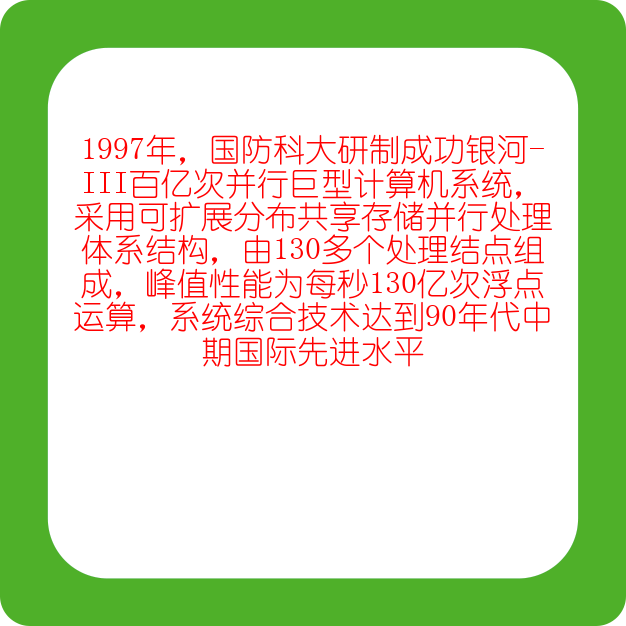 1997年，国防科大研制成功银河-
III百亿次并行巨型计算机系统，
采用可扩展分布共享存储并行处理
体系结构，由130多个处理结点组
成，峰值性能为每秒130亿次浮点
运算，系统综合技术达到90年代中
期国际先进水平